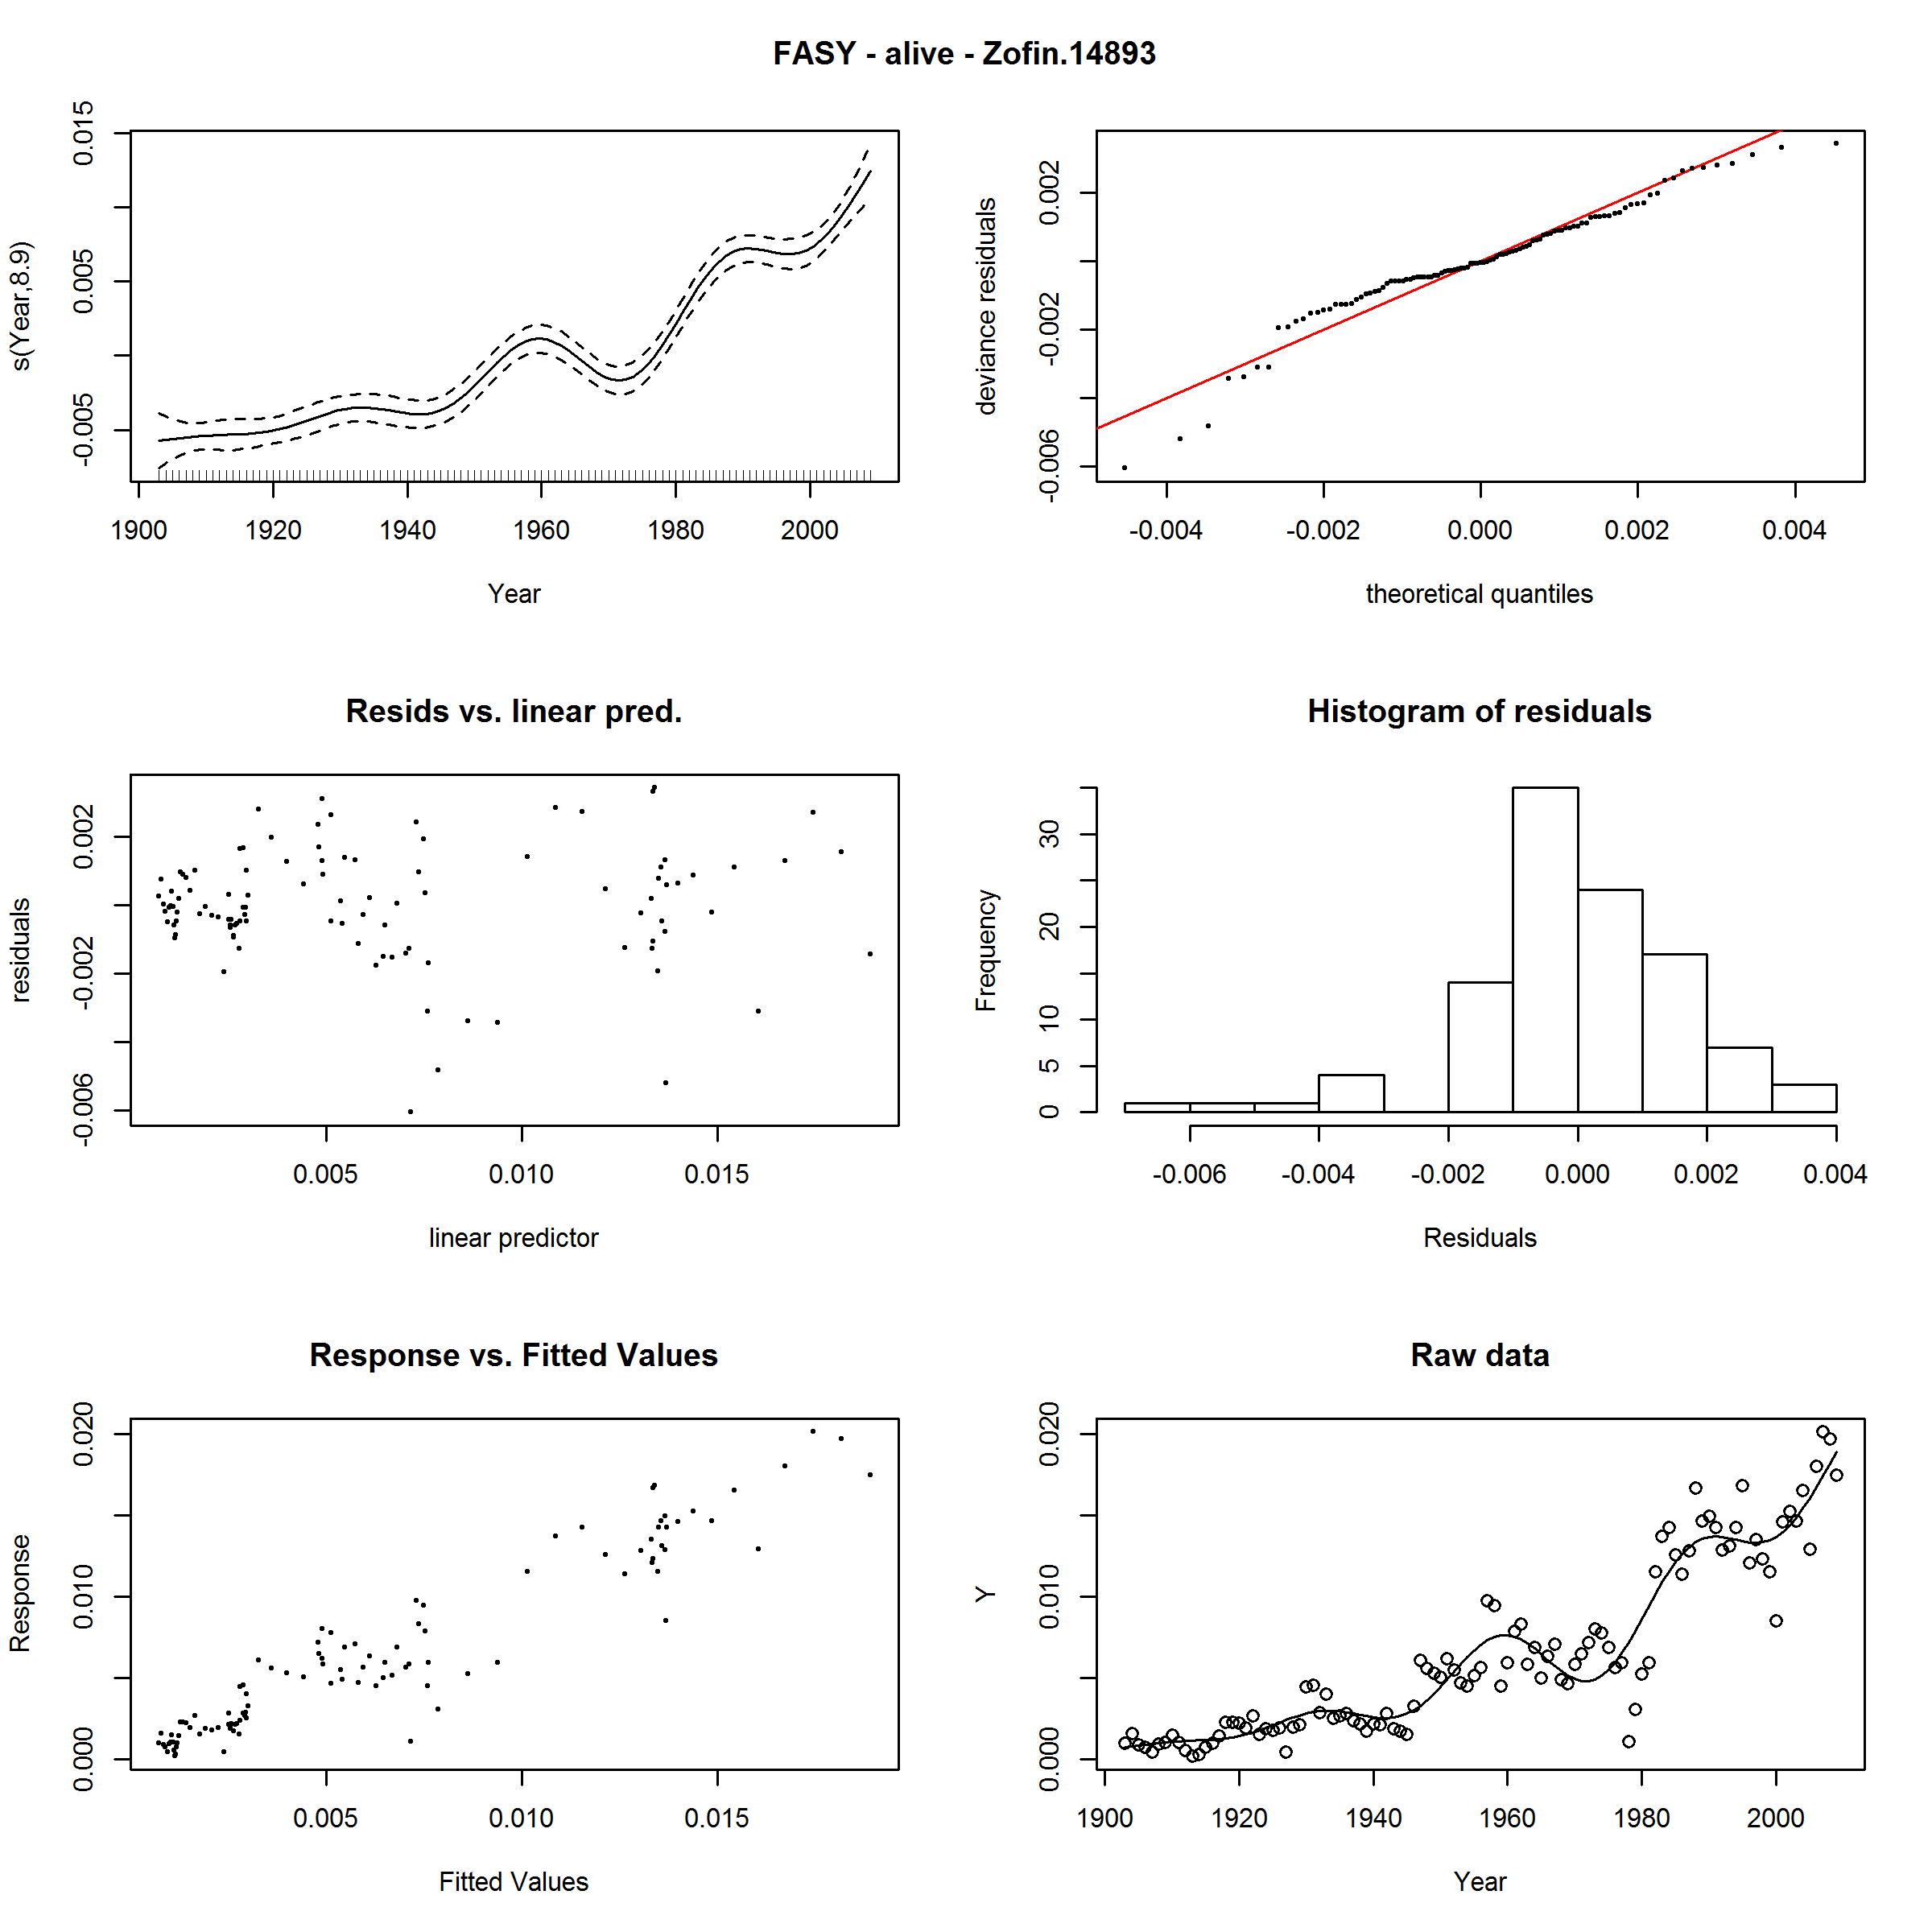 FASY - alive - Zofin.14893
s(Year,8.9)
-0.005
0.005
0.015
1900 1920 1940 1960 1980 2000
Year
deviance residuals
-0.006
-0.002
0.002
-0.004 -0.002 0.000 0.002 0.004
theoretical quantiles
Resids vs. linear pred.
residuals
-0.006
-0.002
0.002
0.005 0.010 0.015
linear predictor
Histogram of residuals
Frequency
0
5
10
20
30
-0.006 -0.004 -0.002 0.000 0.002 0.004
Residuals
Response vs. Fitted Values
Response
0.000
0.010
0.020
0.005 0.010 0.015
Fitted Values
Raw data
Y
0.000
0.010
0.020
1900 1920 1940 1960 1980 2000
Year